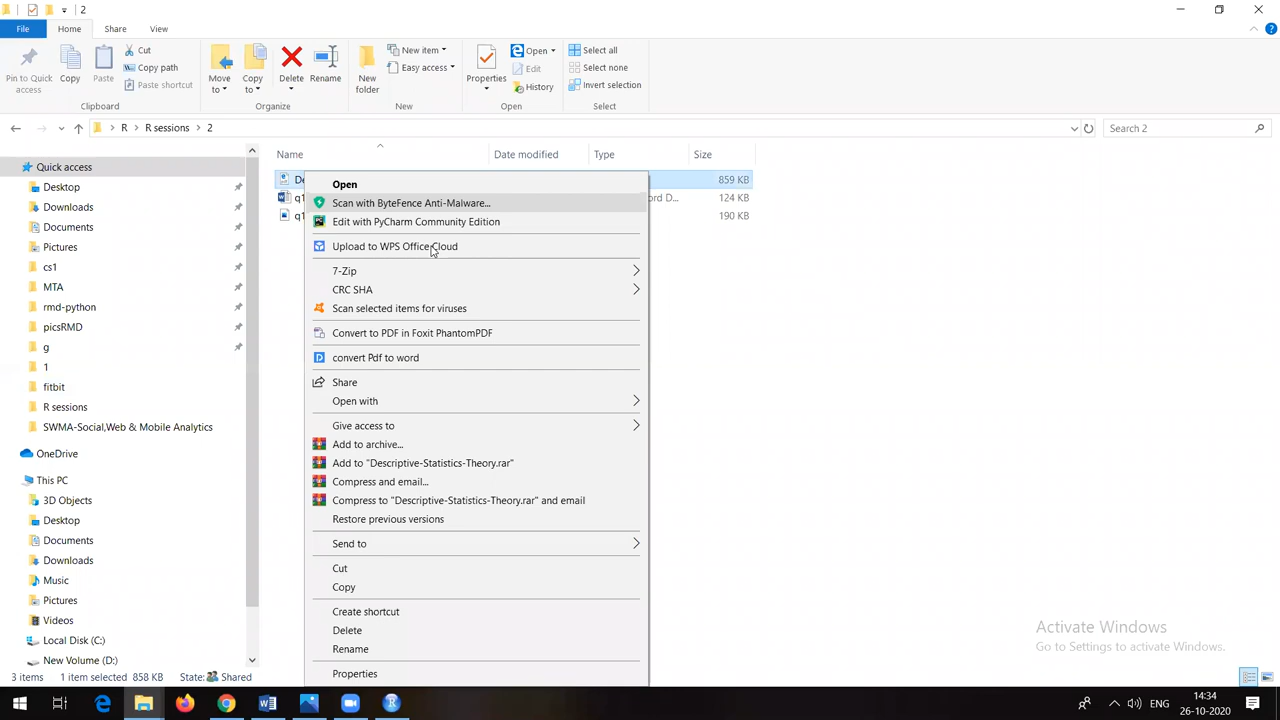 2
File
Home
Share
View
Pin to Quick access
Copy
Paste
Cut
Copy path
Paste shortcut
Clipboard
Move to
Copy to
Delete
Rename
Organize
New folder
New item
Easy access
New
Properties
Open
Edit
History
Open
Select all
Select none
Invert selection
Select
R
R sessions
2
Search 2
Name
Date modified
Type
Size
De
859 KB
q1
ord D...
124 KB
q1
190 KB
Quick access
Desktop
Downloads
Documents
Pictures
cs1
MTA
rmd-python
picsRMD
g
1
fitbit
R sessions
SWMA-Social,Web & Mobile Analytics
OneDrive
This PC
3D Objects
Desktop
Documents
Downloads
Music
Pictures
Videos
Local Disk (C:)
New Volume (D:)
Open
Scan with ByteFence Anti-Malware...
Edit with PyCharm Community Edition
Upload to WPS Office Cloud
7-Zip
CRC SHA
Scan selected items for viruses
Convert to PDF in Foxit PhantomPDF
convert Pdf to word
Share
Open with
Give access to
Add to archive...
Add to "Descriptive-Statistics-Theory.rar"
Compress and email...
Compress to "Descriptive-Statistics-Theory.rar" and email
Restore previous versions
Send to
Cut
Copy
Create shortcut
Delete
Rename
Properties
Activate Windows
Go to Settings to activate Windows.
3 items
1 item selected 858 KB
State: Shared
ENG
14:34
26-10-2020